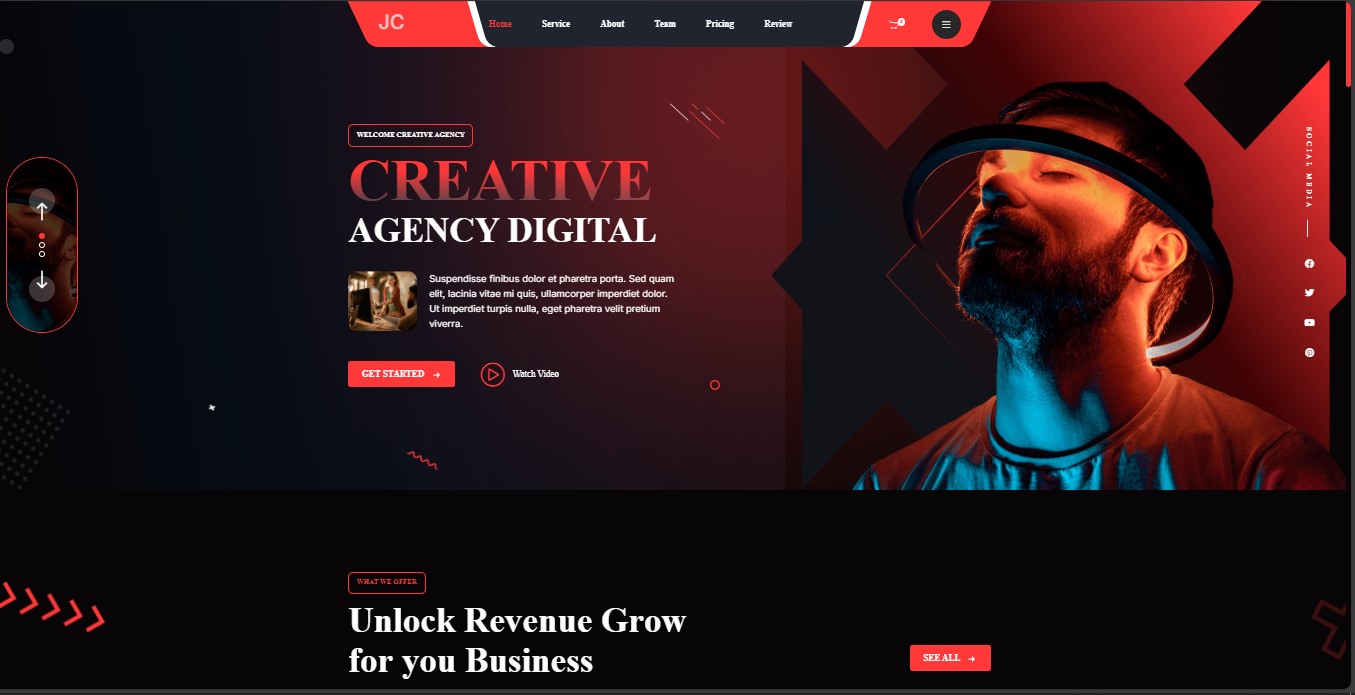 JC
Home
Service
About
Team
Pricing
Review
0
WELCOME CREATIVE AGENCY
CREATIVE
AGENCY DIGITAL
Suspendisse finibus dolor et pharetra porta. Sed quam
elit, lacinia vitae mi quis, ullamcorper imperdiet dolor.
Ut imperdiet turpis nulla, eget pharetra velit pretium
viverra.
GET STARTED
Watch Video
SOCIAL MEDIA
WHAT WE OFFER
Unlock Revenue Grow
for you Business
SEE ALL